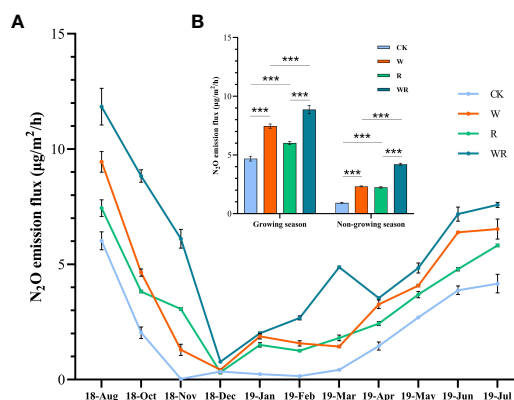 A
B
15
10
5
0
N₂O emission flux (μg/m²/h)
18-Aug 18-Oct 18-Nov 18-Dec 19-Jan 19-Feb 19-Mar 19-Apr 19-May 19-Jun 19-Jul
CK
W
R
WR
15
10
5
0
N₂O emission flux (μg/m²/h)
CK
W
R
WR
***
***
*** ***
***
***
***
***
Growing season Non-growing season